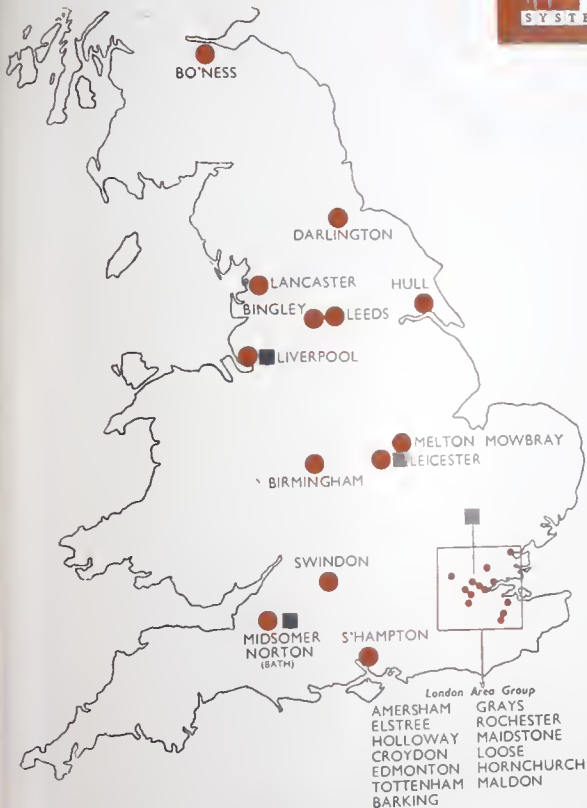 SYSTE
BO'NESS
DARLINGTON
LANCASTER
HULL
BINGLEY
LEEDS
LIVERPOOL
MELTON MOWBRAY
LEICESTER
BIRMINGHAM
SWINDON
MIDSOMER
NORTON
(BATH)
S'HAMPTON
London Area Group
AMERSHAM GRAYS
ELSTREE ROCHESTER
HOLLOWAY MAIDSTONE
CROYDON LOOSE
EDMONTON HORNCHURCH
TOTTENHAM MALDON
BARKING